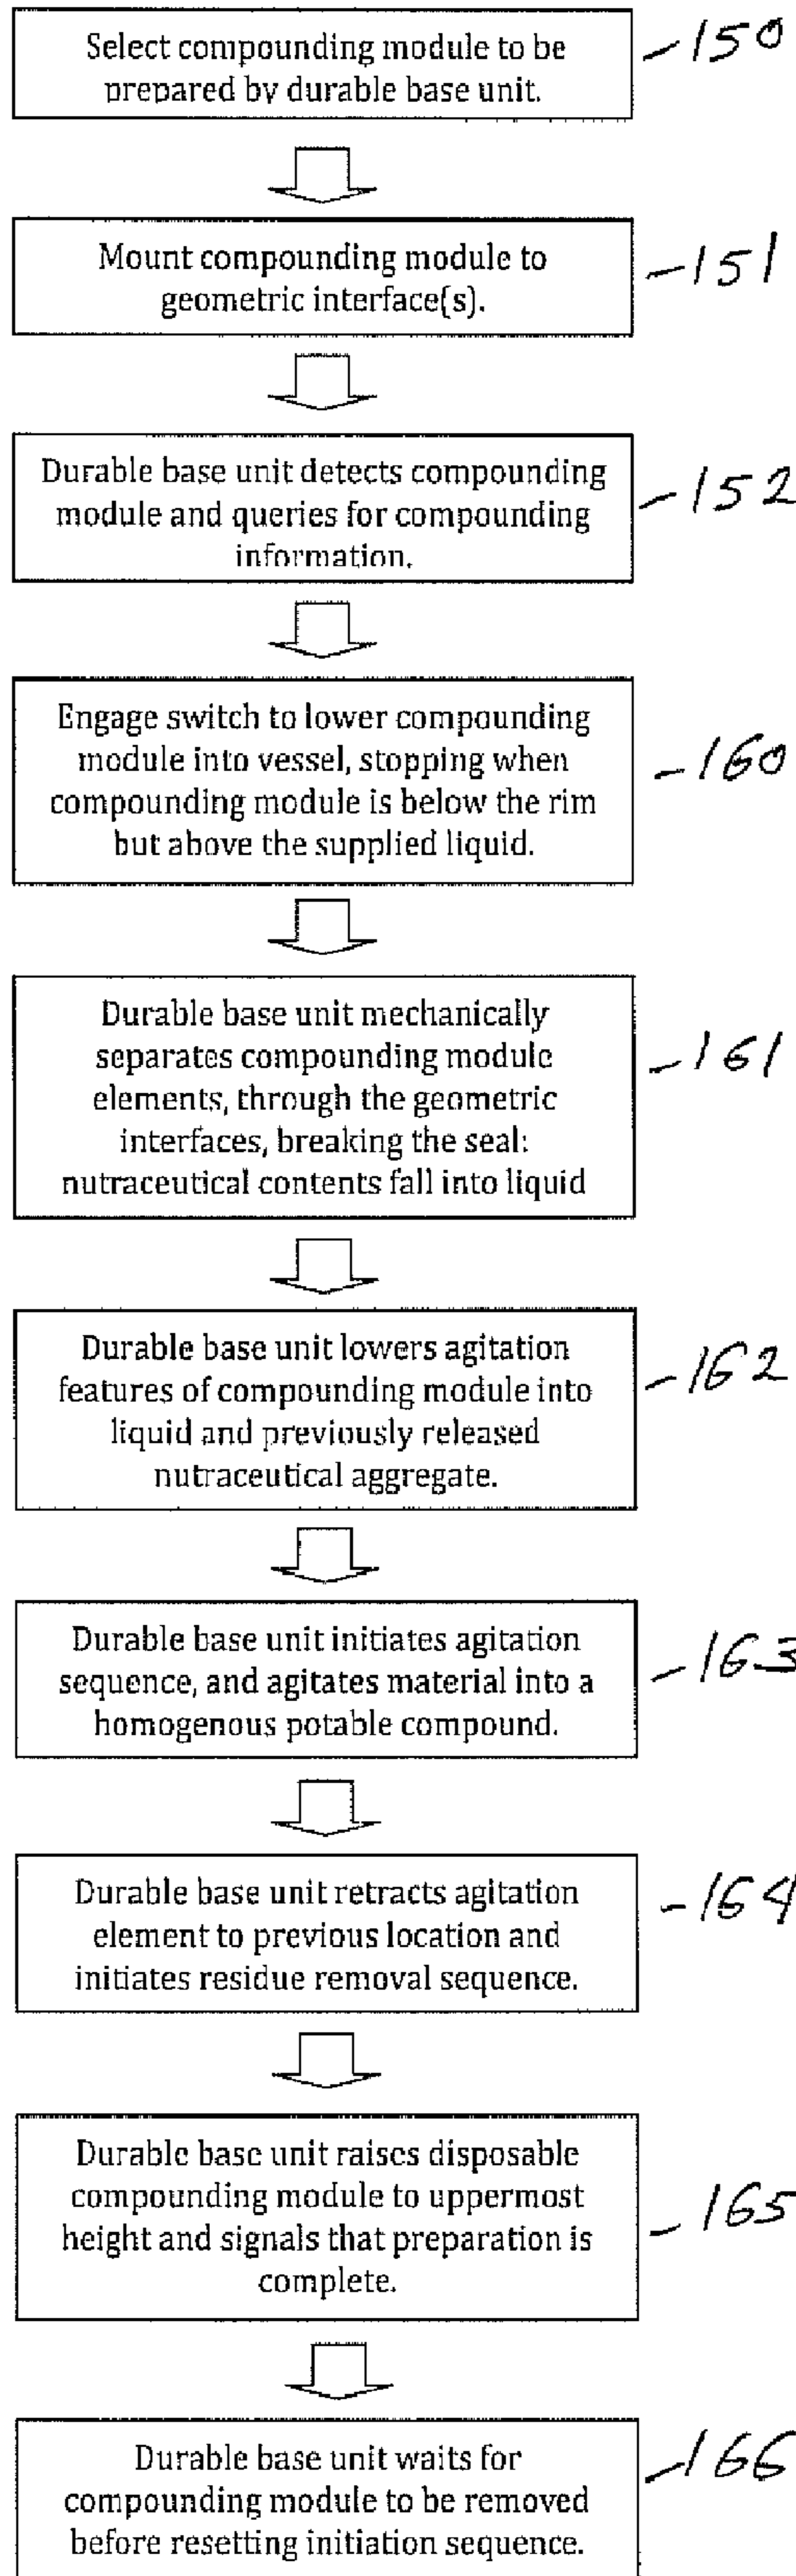 Select compounding module to be
prepared by durable base unit.
150
Mount compounding module to
geometric interface(s).
151
Durable base unit detects compounding
module and queries for compounding
information.
152
Engage switch to lower compounding
module into vessel, stopping when
compounding module is below the rim
but above the supplied liquid.
160
Durable base unit mechanically
separates compounding module
elements, through the geometric
interfaces, breaking the seal:
nutraceutical contents fall into liquid
161
Durable base unit lowers agitation
features of compounding module into
liquid and previously released
nutraceutical aggregate.
162
Durable base unit initiates agitation
sequence, and agitates material into a
homogenous potable compound.
163
Durable base unit retracts agitation
element to previous location and
initiates residue removal sequence.
164
Durable base unit raises disposable
compounding module to uppermost
height and signals that preparation is
complete.
165
Durable base unit waits for
compounding module to be removed
before resetting initiation sequence.
166